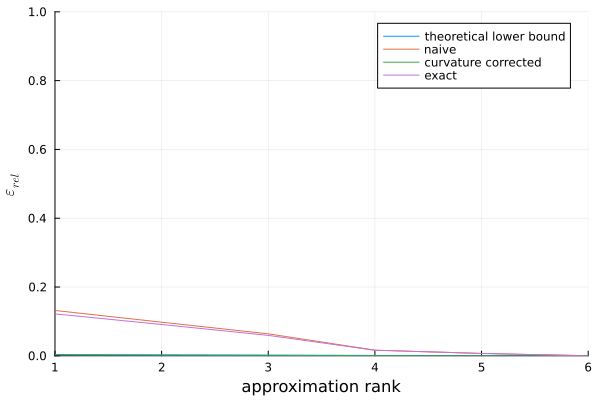 1.0
theoretical lower bound
naive
curvature corrected
exact
0.8
0.6
ε_rel
0.4
0.2
0.0
1 2 3 4 5 6
approximation rank